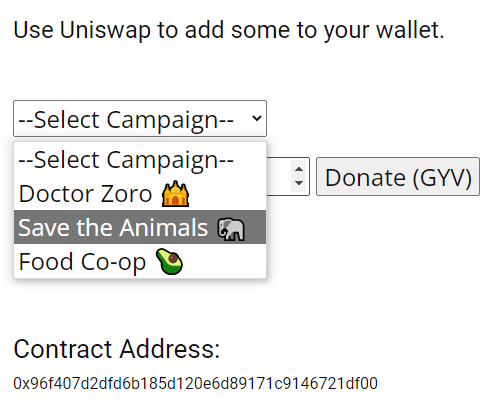 Use Uniswap to add some to your wallet.
--Select Campaign--
--Select Campaign--
Doctor Zoro 🕌
Save the Animals 🐘
Food Co-op 🥑
Donate (GYV)
Contract Address:
0x96f407d2dfd6b185d120e6d89171c9146721df00